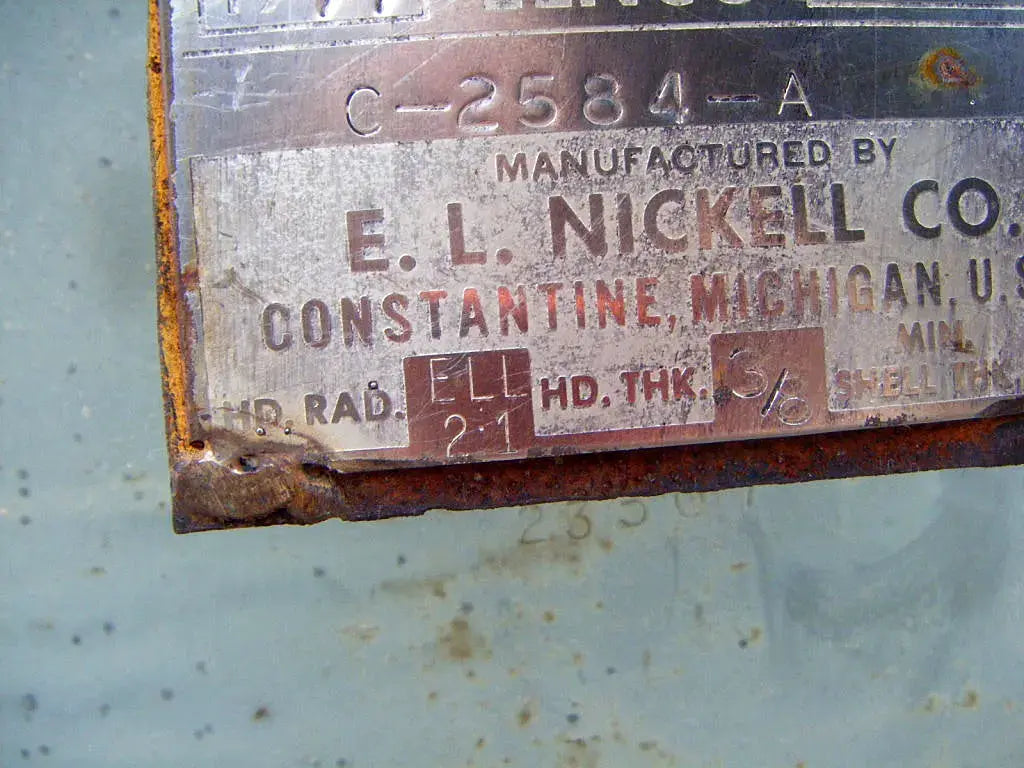 C-2584-A
MANUFACTURED BY
E. L. NICKELL CO.
CONSTANTINE, MICHIGAN, U.S
MIN.
HD. RAD. ELL 2:1 HD. THK. 3/8 SHELL THK.